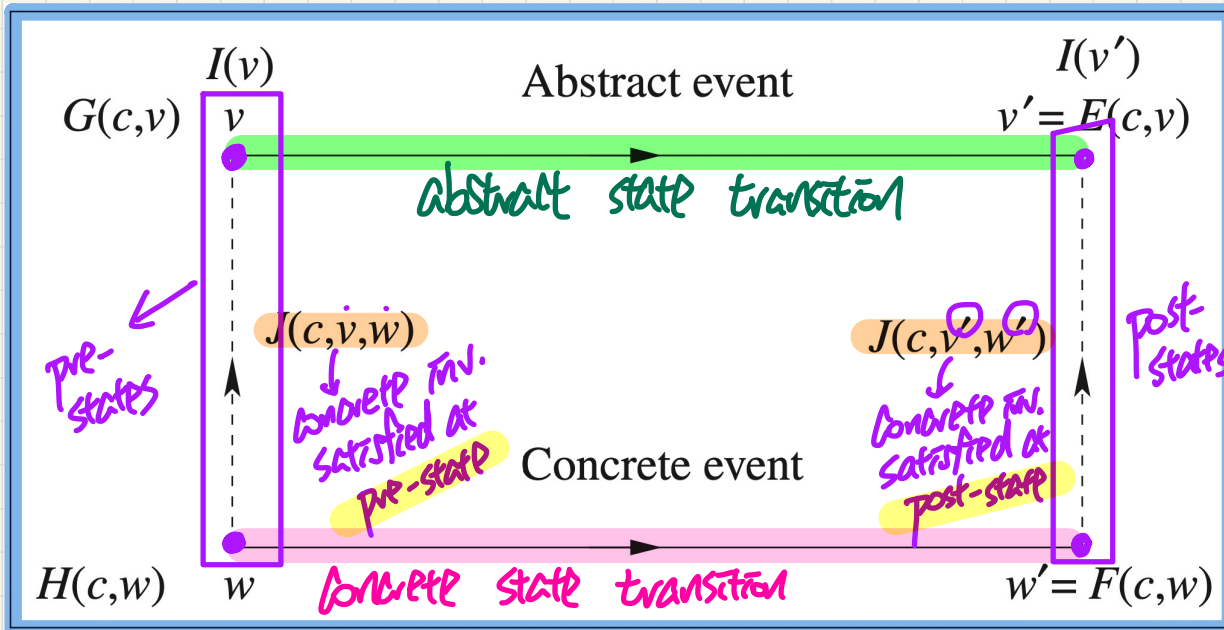 I(v)
I(v′)
Abstract event
G(c,v)
v
v′ = E(c,v)
abstract state transition
J(c,v,w)
J(c,v′,w′)
pre-
states
post-
states
concrete inv.
satisfied at
pre-state
concrete inv.
satisfied at
post-state
Concrete event
H(c,w)
w
concrete state transition
w′ = F(c,w)